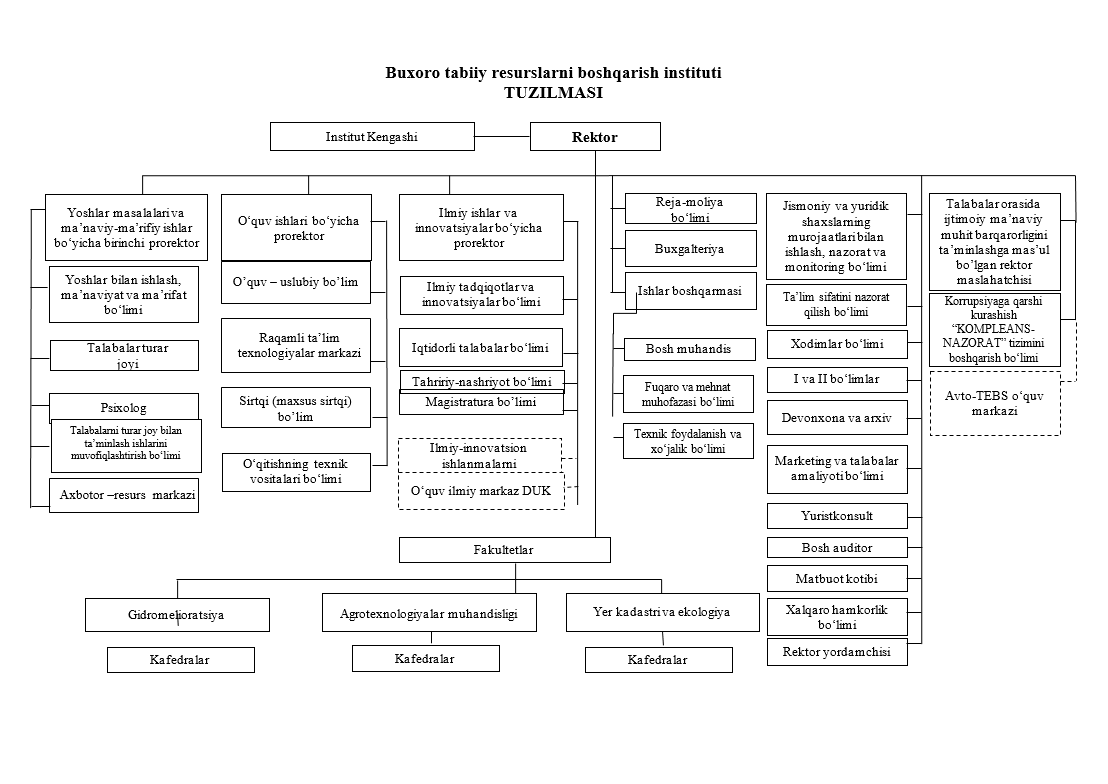 Buxoro tabiiy resurslarni boshqarish instituti
TUZILMASI
Institut Kengashi
Rektor
Yoshlar masalalari va
ma’naviy-ma’rifiy ishlar
bo‘yicha birinchi prorektor
Yoshlar bilan ishlash,
ma’naviyat va ma’rifat
bo‘limi
Talabalar turar
joyi
Psixolog
Talabalarni turar joy bilan
ta’minlash ishlarini
muvofiqlashtirish bo‘limi
Axbotor –resurs markazi
O‘quv ishlari bo‘yicha
prorektor
O‘quv – uslubiy bo‘lim
Raqamli ta’lim
texnologiyalar markazi
Sirtqi (maxsus sirtqi)
bo’lim
O‘qitishning texnik
vositalari bo‘limi
Ilmiy ishlar va
innovatsiyalar bo‘yicha
prorektor
Ilmiy tadqiqotlar va
innovatsiyalar bo‘limi
Iqtidorli talabalar bo‘limi
Tahririy-nashriyot bo‘limi
Magistratura bo‘limi
Ilmiy-innovatsion
ishlanmalarni
O‘quv ilmiy markaz DUK
Reja-moliya
bo‘limi
Buxgalteriya
Ishlar boshqarmasi
Bosh muhandis
Fuqaro va mehnat
muhofazasi bo‘limi
Texnik foydalanish va
xo‘jalik bo‘limi
Jismoniy va yuridik
shaxslarning
murojaatlari bilan
ishlash, nazorat va
monitoring bo‘limi
Ta’lim sifatini nazorat
qilish bo‘limi
Xodimlar bo‘limi
I va II bo‘limlar
Devonxona va arxiv
Marketing va talabalar
amaliyoti bo‘limi
Yuristkonsult
Bosh auditor
Matbuot kotibi
Xalqaro hamkorlik
bo‘limi
Rektor yordamchisi
Talabalar orasida
ijtimoiy ma’naviy
muhit barqarorligini
ta’minlashga mas’ul
bo’lgan rektor
maslahatchisi
Korrupsiyaga qarshi
kurashish
“KOMPLEANS-
NAZORAT” tizimini
boshqarish bo‘limi
Avto-TEBS o‘quv
markazi
Fakultetlar
Gidromelioratsiya
Agrotexnologiyalar muhandisligi
Yer kadastri va ekologiya
Kafedralar
Kafedralar
Kafedralar